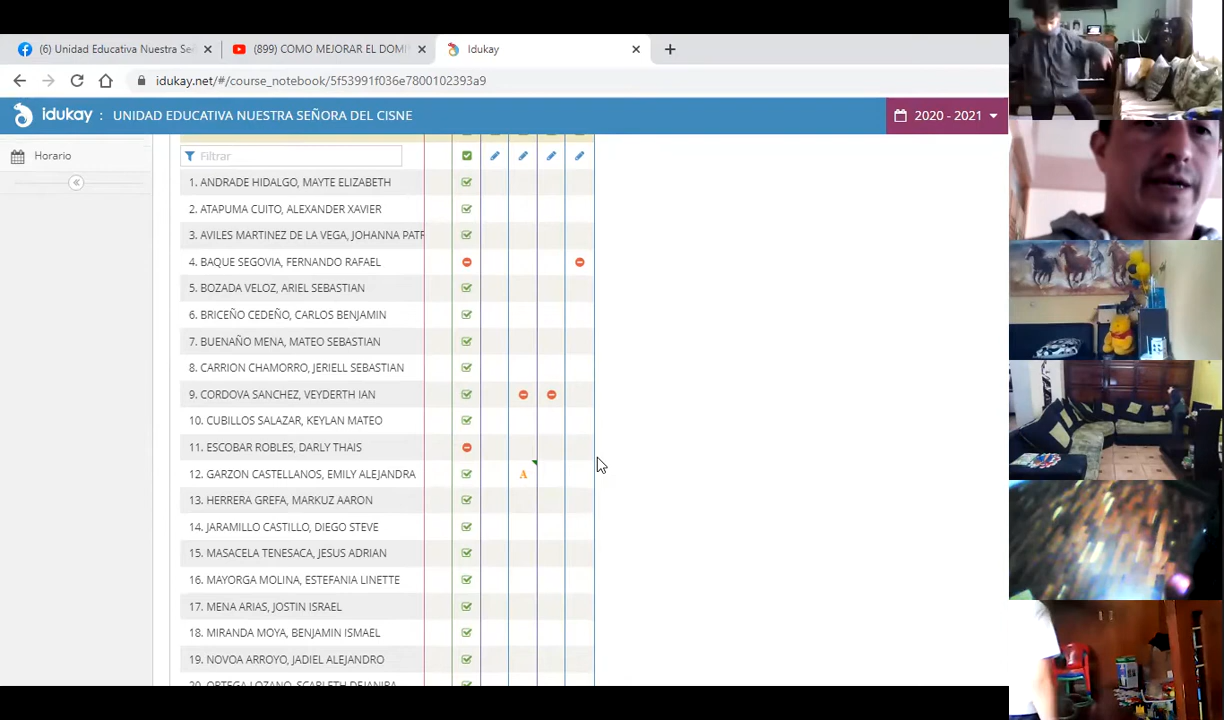 (6) Unidad Educativa Nuestra Se
(899) COMO MEJORAR EL DOMI
Idukay
idukay.net/#/course_notebook/5f53991f036e7800102393a9
idukay : UNIDAD EDUCATIVA NUESTRA SEÑORA DEL CISNE
2020 - 2021
Horario
Filtrar
1. ANDRADE HIDALGO, MAYTE ELIZABETH
2. ATAPUMA CUITO, ALEXANDER XAVIER
3. AVILES MARTINEZ DE LA VEGA, JOHANNA PATR
4. BAQUE SEGOVIA, FERNANDO RAFAEL
5. BOZADA VELOZ, ARIEL SEBASTIAN
6. BRICEÑO CEDEÑO, CARLOS BENJAMIN
7. BUENAÑO MENA, MATEO SEBASTIAN
8. CARRION CHAMORRO, JERIELL SEBASTIAN
9. CORDOVA SANCHEZ, VEYDERTH IAN
10. CUBILLOS SALAZAR, KEYLAN MATEO
11. ESCOBAR ROBLES, DARLY THAIS
12. GARZON CASTELLANOS, EMILY ALEJANDRA A
13. HERRERA GREFA, MARKUZ AARON
14. JARAMILLO CASTILLO, DIEGO STEVE
15. MASACELA TENESACA, JESUS ADRIAN
16. MAYORGA MOLINA, ESTEFANIA LINETTE
17. MENA ARIAS, JOSTIN ISRAEL
18. MIRANDA MOYA, BENJAMIN ISMAEL
19. NOVOA ARROYO, JADIEL ALEJANDRO
20. ORTEGA LOZANO, SCARLETH DEJANIRA